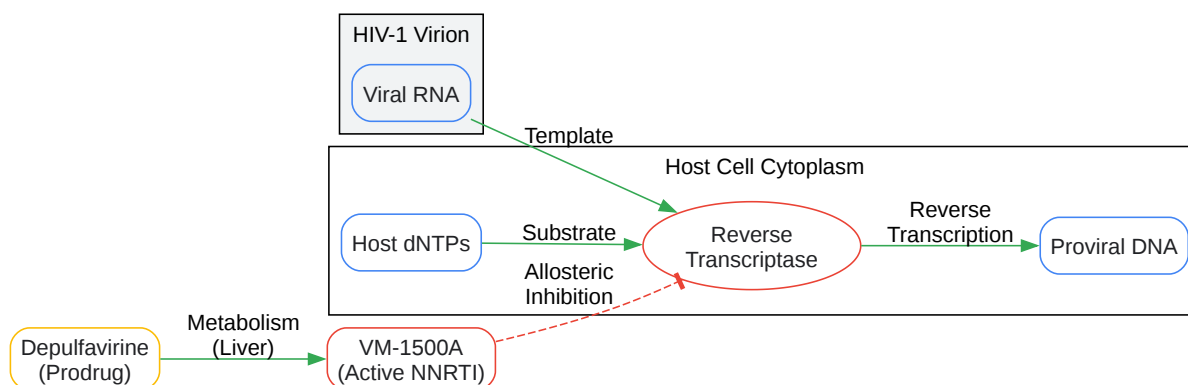 HIV-1 Virion
Viral RNA
Template
Host Cell Cytoplasm
Host dNTPs
Substrate
Reverse
Transcriptase
Reverse
Transcription
Proviral DNA
Allosteric
Inhibition
Depulfavirine
(Prodrug)
Metabolism
(Liver)
VM-1500A
(Active NNRTI)